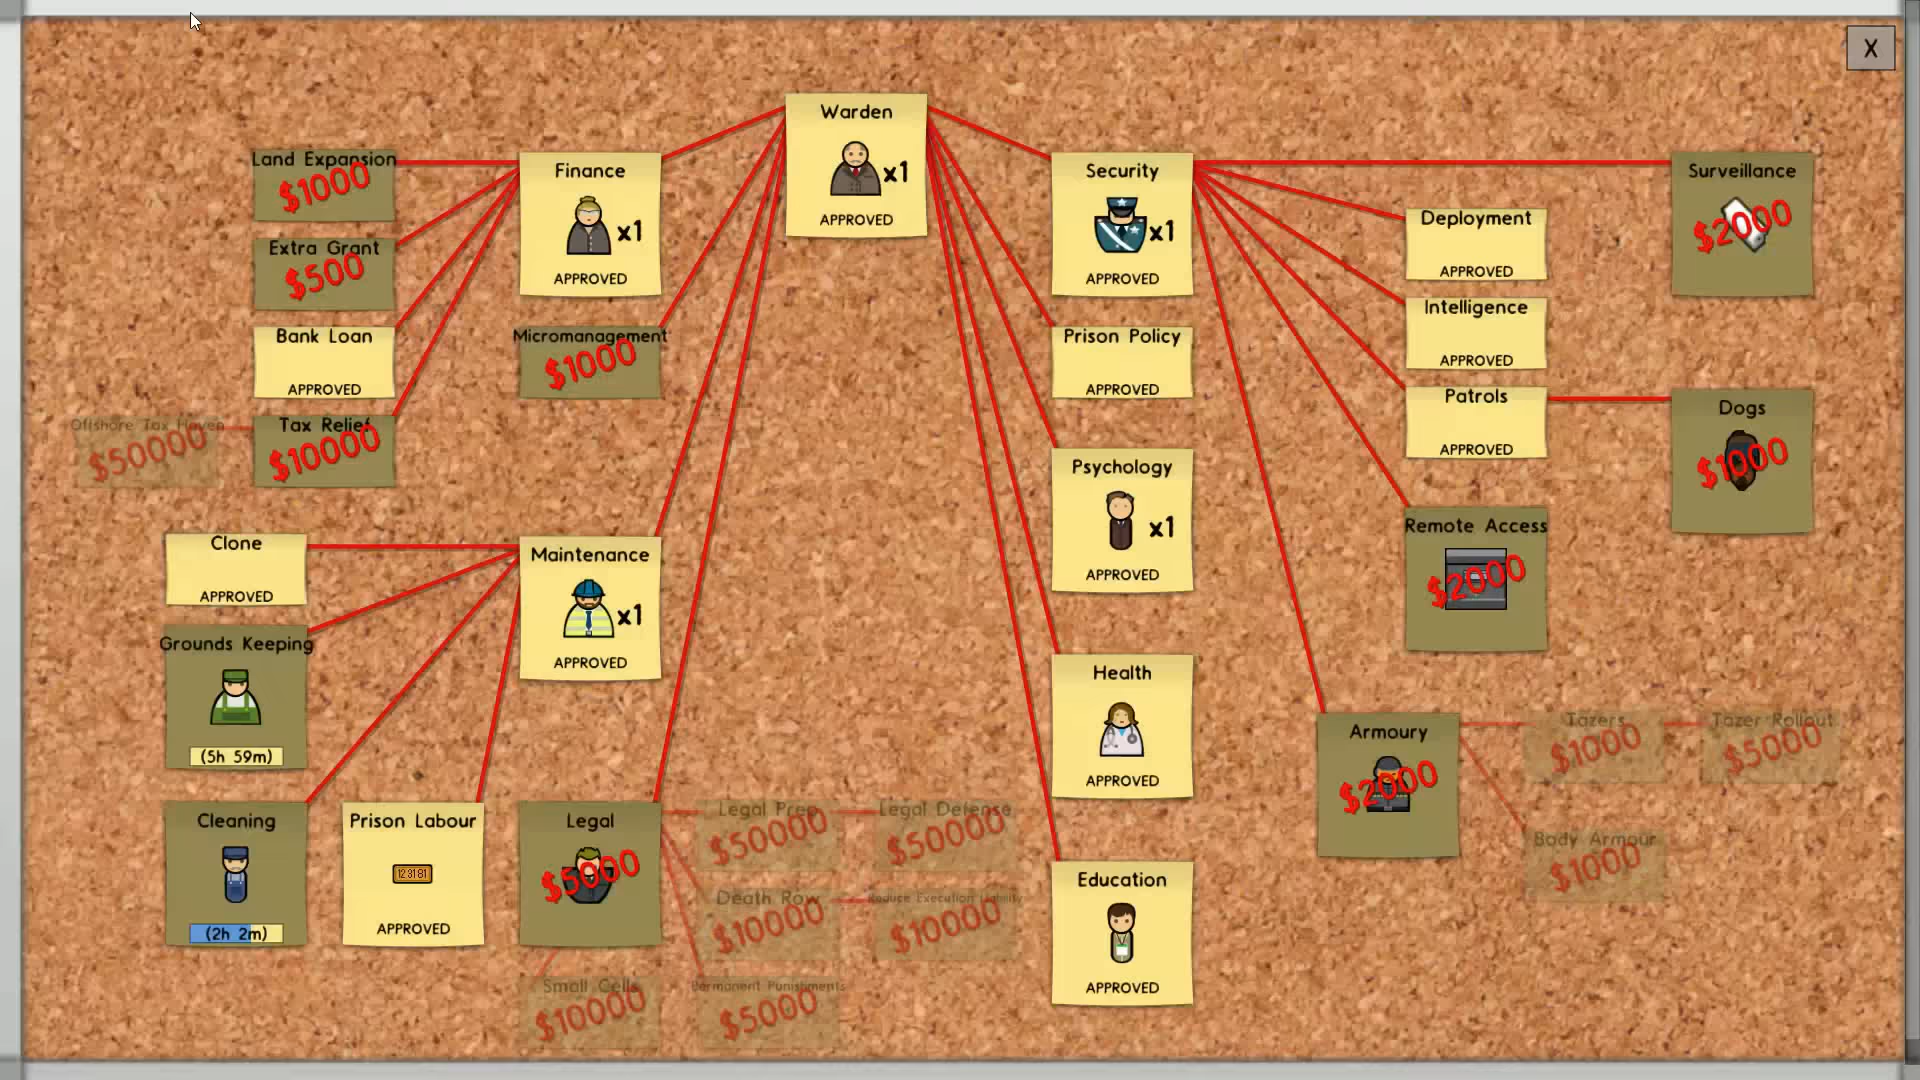 X
Warden
x1
APPROVED
Land Expansion
$1000
Extra Grant
$500
Bank Loan
APPROVED
Tax Relief
$10000
Offshore Tax Haven
$50000
Finance
x1
APPROVED
Micromanagement
$1000
Security
x1
APPROVED
Prison Policy
APPROVED
Deployment
APPROVED
Intelligence
APPROVED
Patrols
APPROVED
Surveillance
$2000
Dogs
$1000
Remote Access
$2000
Psychology
x1
APPROVED
Clone
APPROVED
Maintenance
x1
APPROVED
Grounds Keeping
(5h 59m)
Cleaning
(2h 2m)
Prison Labour
123181
APPROVED
Legal
$5000
Legal Prep
$50000
Legal Defense
$50000
Death Row
$10000
Reduce Execution Liability
$10000
Small Cells
$10000
Permanent Punishments
$5000
Health
APPROVED
Education
APPROVED
Armoury
$2000
Tazers
$1000
Tazer Rollout
$5000
Body Armour
$1000